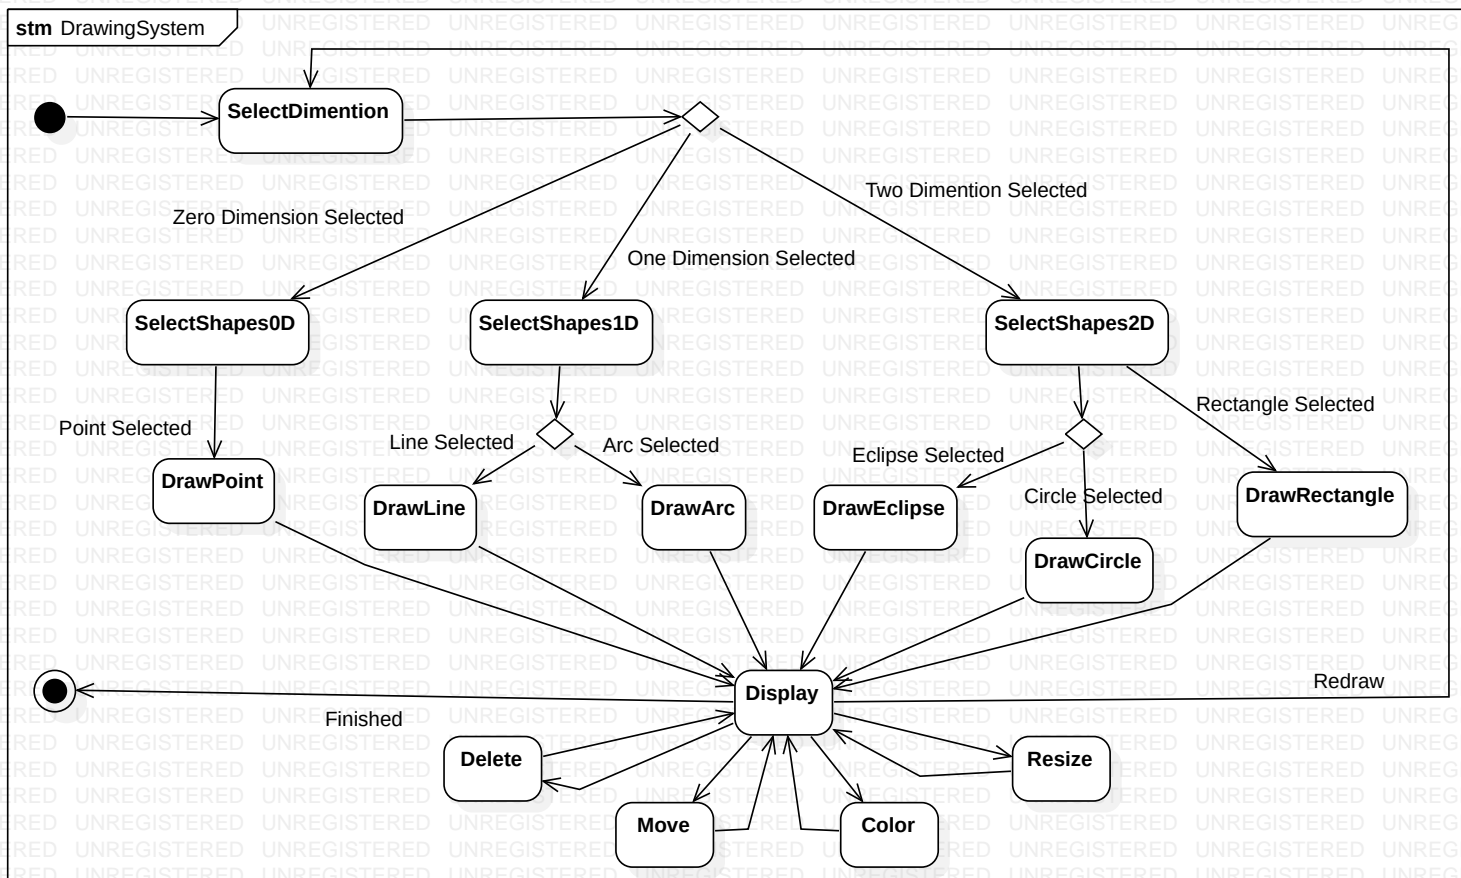 stm DrawingSystem
SelectDimention
Two Dimention Selected
Zero Dimension Selected
One Dimension Selected
SelectShapes0D
SelectShapes1D
SelectShapes2D
Rectangle Selected
Point Selected
Line Selected
Arc Selected
Eclipse Selected
DrawPoint
Circle Selected
DrawRectangle
DrawLine
DrawArc
DrawEclipse
DrawCircle
Redraw
Display
Finished
Delete
Resize
Move
Color
UNREGISTERED